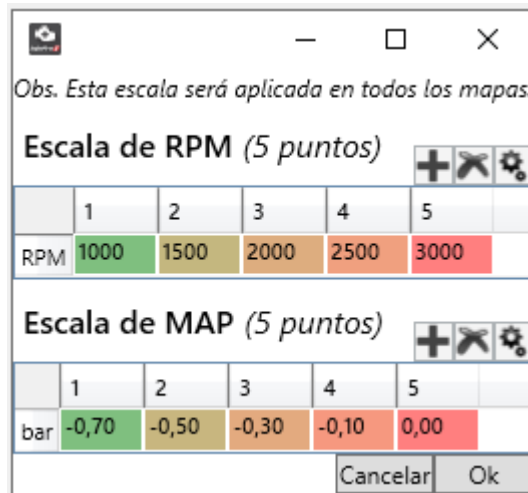 Obs. Esta escala será aplicada en todos los mapas.
Escala de RPM (5 puntos)
1 2 3 4 5
RPM 1000 1500 2000 2500 3000
Escala de MAP (5 puntos)
1 2 3 4 5
bar -0,70 -0,50 -0,30 -0,10 0,00
Cancelar Ok